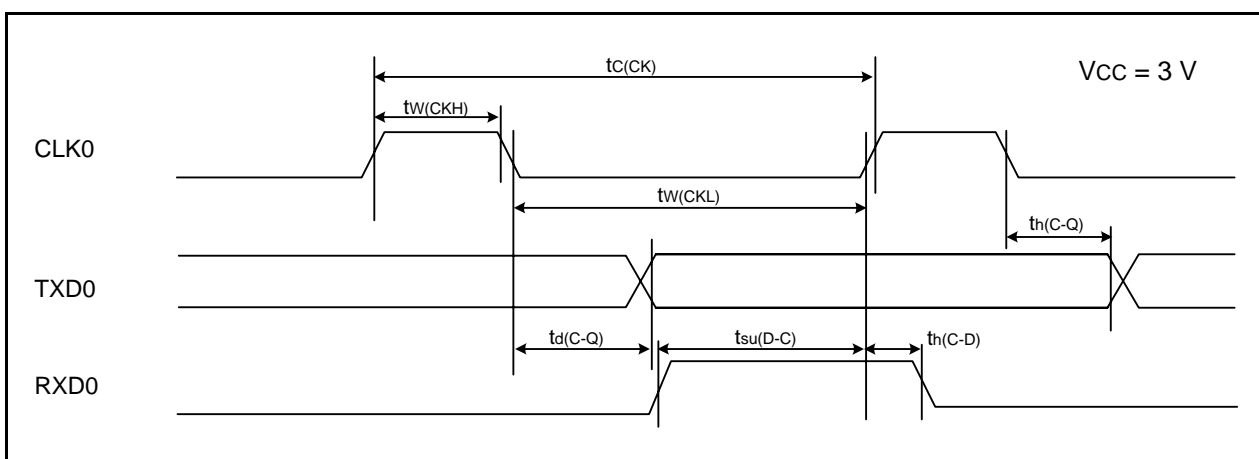 tC(CK)
VCC = 3 V
tW(CKH)
CLK0
tW(CKL)
th(C-Q)
TXD0
td(C-Q)
tsu(D-C)
th(C-D)
RXD0